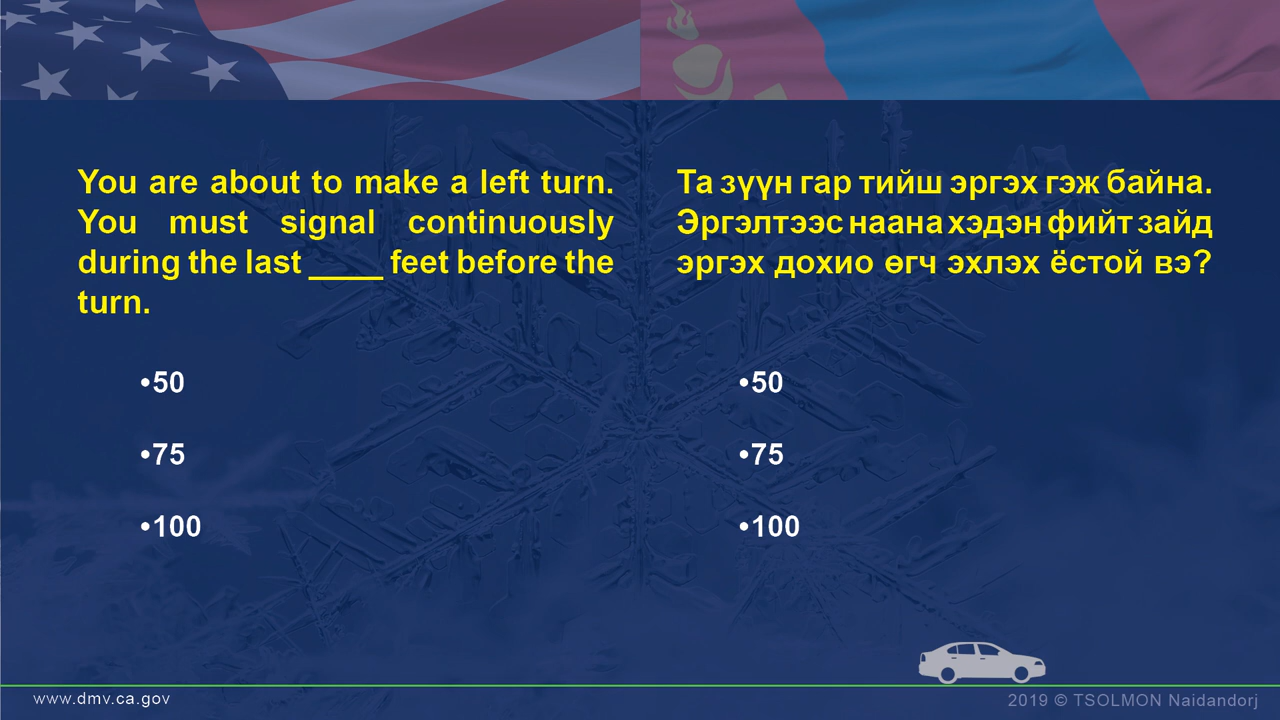 You are about to make a left turn.
You must signal continuously
during the last ____ feet before the
turn.
•50
•75
•100
Та зүүн гар тийш эргэх гэж байна.
Эргэлтээс наана хэдэн фийт зайд
эргэх дохио өгч эхлэх ёстой вэ?
•50
•75
•100
www.dmv.ca.gov
2019 © TSOLMON Naidandorj